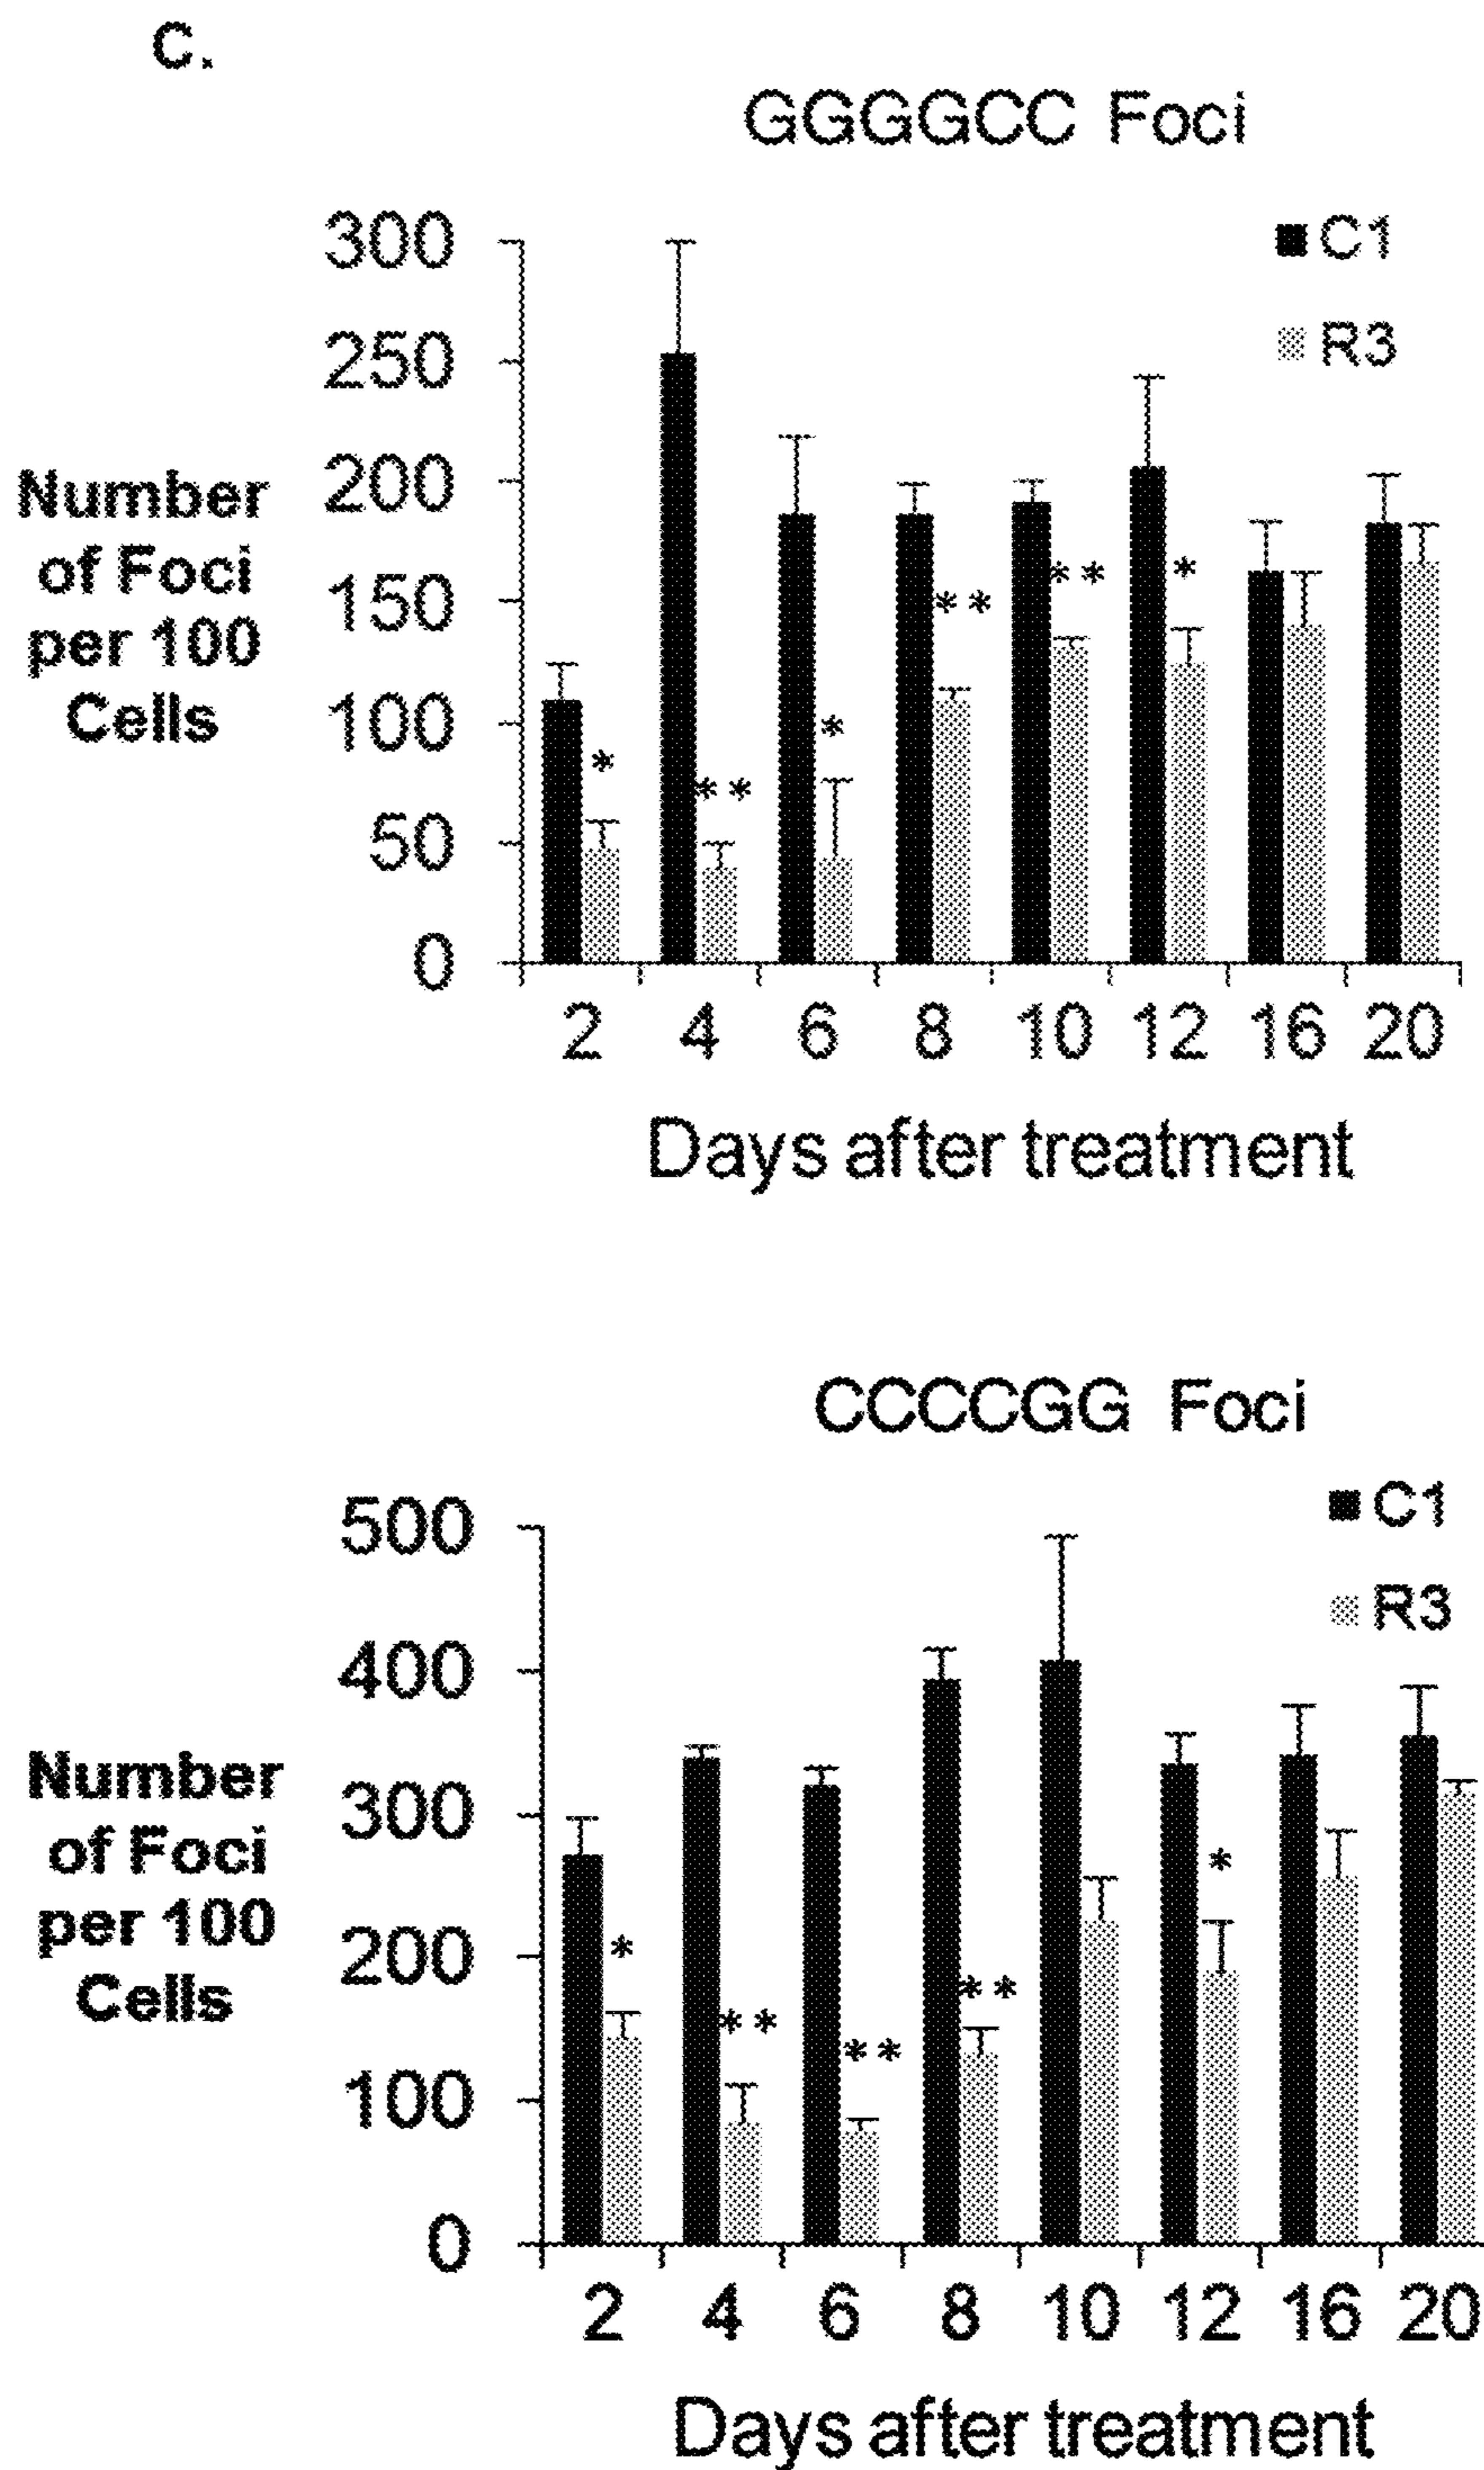 C.
GGGGCC Foci
C1
R3
300
250
200
150
100
50
0
Number
of Foci
per 100
Cells
*
**
*
**
**
*
2 4 6 8 10 12 16 20
Days after treatment
CCCCGG Foci
C1
R3
500
400
300
200
100
0
Number
of Foci
per 100
Cells
*
**
**
**
*
2 4 6 8 10 12 16 20
Days after treatment